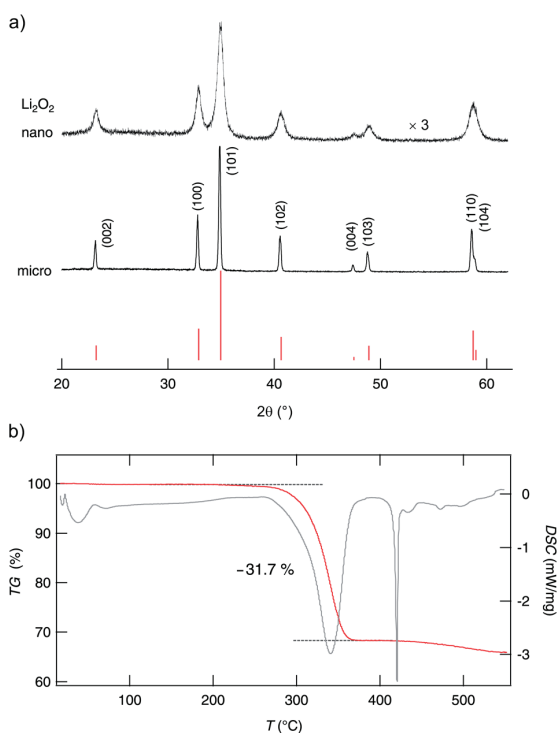 a)
Li₂O₂
nano
× 3
micro
(002)
(100)
(101)
(102)
(004)
(103)
(110)
(104)
20 30 40 50 60
2θ (°)
b)
100
90
80
70
60
TG (%)
−31.7 %
0
-1
-2
-3
DSC (mW/mg)
100 200 300 400 500
T (°C)